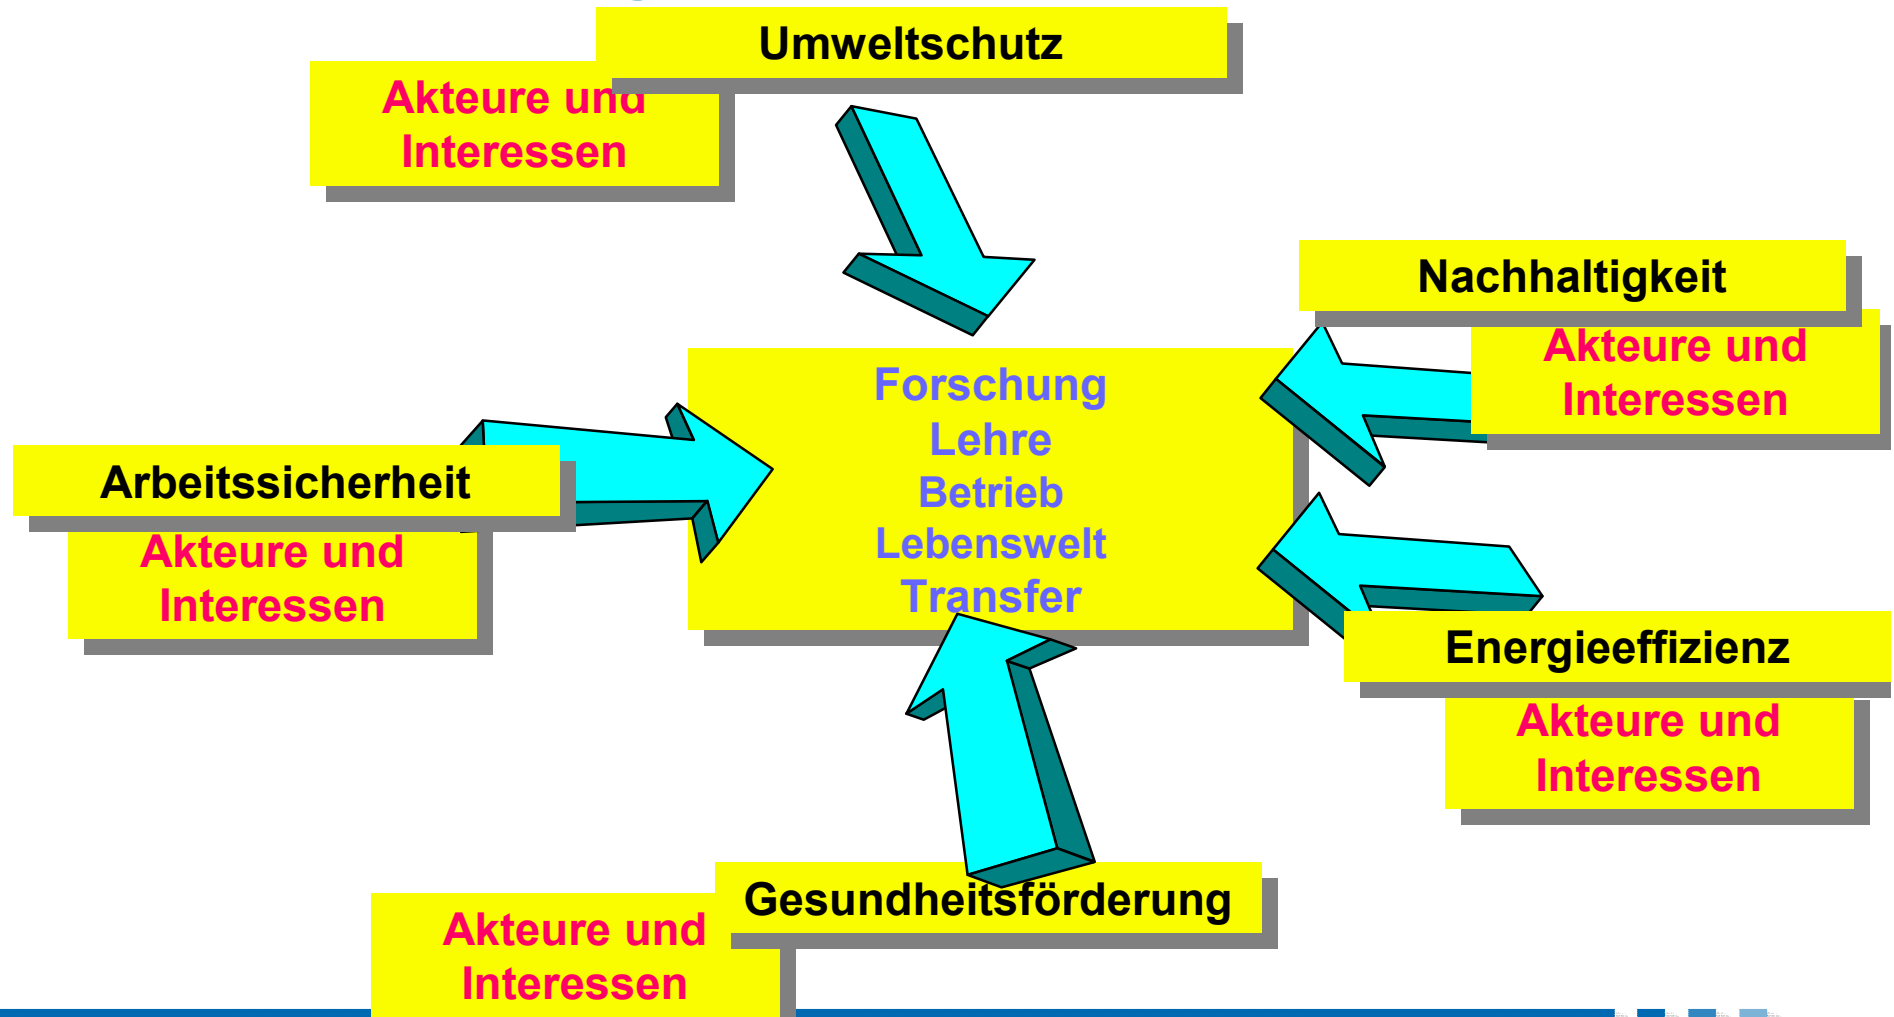 Umweltschutz
Akteure und
Interessen
Nachhaltigkeit
Akteure und
Interessen
Forschung
Lehre
Betrieb
Lebenswelt
Transfer
Arbeitssicherheit
Akteure und
Interessen
Energieeffizienz
Akteure und
Interessen
Gesundheitsförderung
Akteure und
Interessen